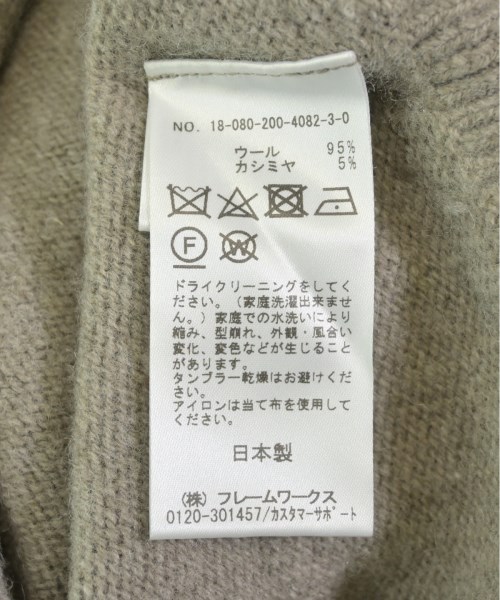 NO. 18-080-200-4082-3-0
ウール 95%
カシミヤ 5%
F W
ドライクリーニングをしてく
ださい。(家庭洗濯出来ませ
ん。)家庭での水洗いにより
縮み、型崩れ、外観・風合い
変化、変色などが生じること
があります。
タンブラー乾燥はお避けくだ
さい。
アイロンは当て布を使用して
ください。
日本製
(株) フレームワークス
0120-301457/カスタマーサポート